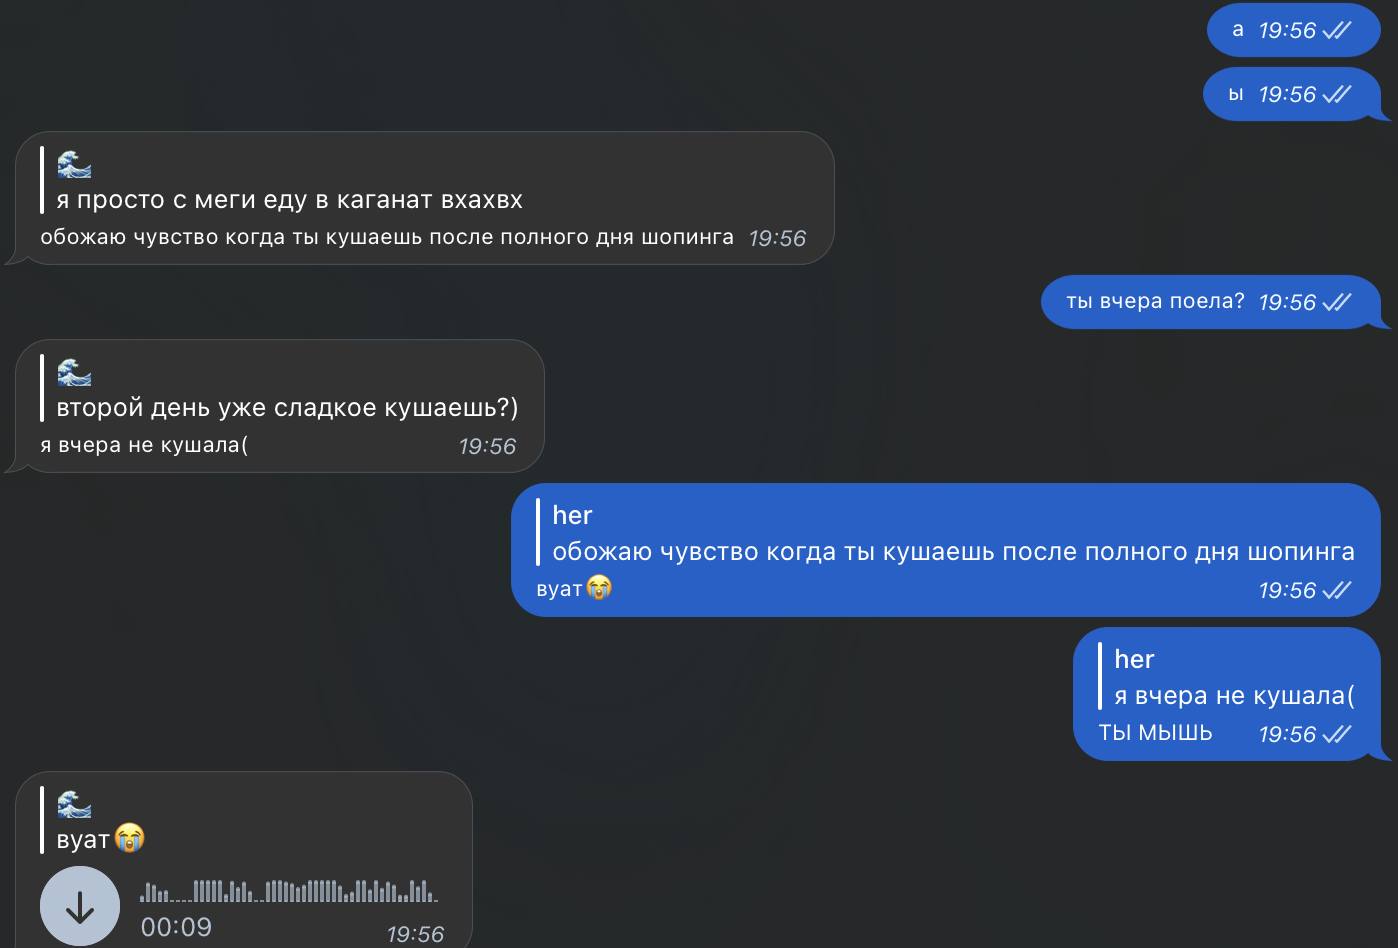 а 19:56
ы 19:56
🌊
я просто с меги еду в каганат вхахвх
обожаю чувство когда ты кушаешь после полного дня шопинга 19:56
ты вчера поела? 19:56
🌊
второй день уже сладкое кушаешь?)
я вчера не кушала( 19:56
her
обожаю чувство когда ты кушаешь после полного дня шопинга
вуат😭 19:56
her
я вчера не кушала(
ТЫ МЫШЬ 19:56
🌊
вуат😭
00:09 19:56